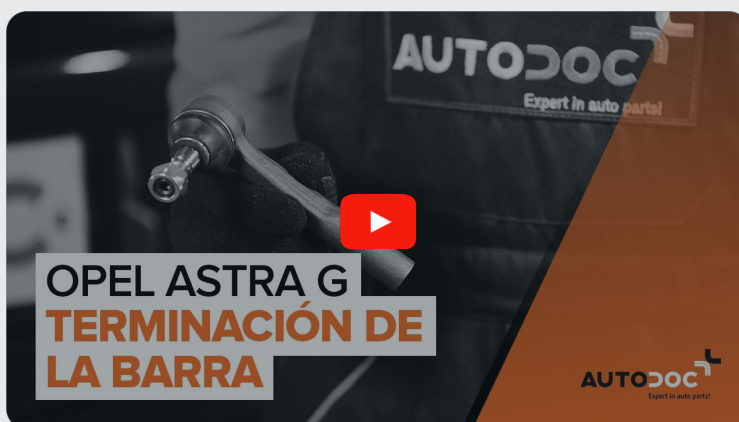 AUTODOC
Expert in auto parts!
OPEL ASTRA G
TERMINACIÓN DE
LA BARRA
AUTODOC
Expert in auto parts!